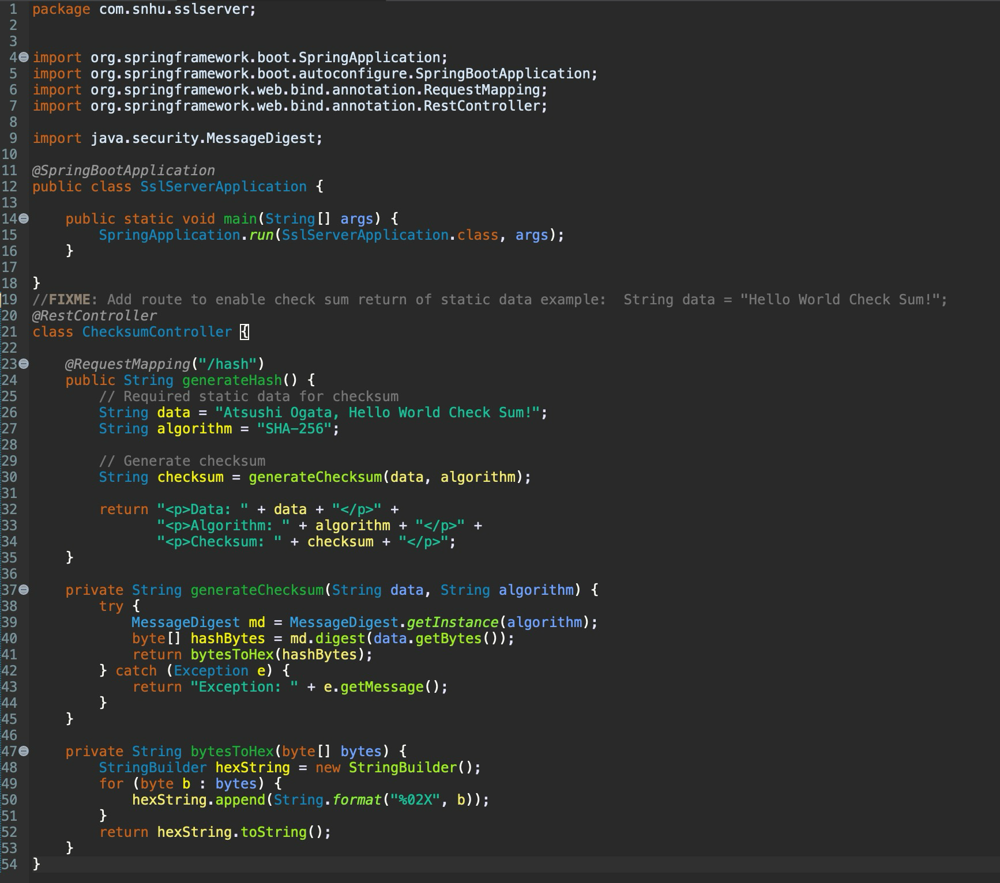 1 package com.snhu.sslserver;
2
3
4 import org.springframework.boot.SpringApplication;
5 import org.springframework.boot.autoconfigure.SpringBootApplication;
6 import org.springframework.web.bind.annotation.RequestMapping;
7 import org.springframework.web.bind.annotation.RestController;
8
9 import java.security.MessageDigest;
10
11 @SpringBootApplication
12 public class SslServerApplication {
13
14     public static void main(String[] args) {
15         SpringApplication.run(SslServerApplication.class, args);
16     }
17
18 }
19 //FIXME: Add route to enable check sum return of static data example:  String data = "Hello World Check Sum!";
20 @RestController
21 class ChecksumController {
22
23     @RequestMapping("/hash")
24     public String generateHash() {
25         // Required static data for checksum
26         String data = "Atsushi Ogata, Hello World Check Sum!";
27         String algorithm = "SHA-256";
28
29         // Generate checksum
30         String checksum = generateChecksum(data, algorithm);
31
32         return "<p>Data: " + data + "</p>" +
33                "<p>Algorithm: " + algorithm + "</p>" +
34                "<p>Checksum: " + checksum + "</p>";
35     }
36
37     private String generateChecksum(String data, String algorithm) {
38         try {
39             MessageDigest md = MessageDigest.getInstance(algorithm);
40             byte[] hashBytes = md.digest(data.getBytes());
41             return bytesToHex(hashBytes);
42         } catch (Exception e) {
43             return "Exception: " + e.getMessage();
44         }
45     }
46
47     private String bytesToHex(byte[] bytes) {
48         StringBuilder hexString = new StringBuilder();
49         for (byte b : bytes) {
50             hexString.append(String.format("%02X", b));
51         }
52         return hexString.toString();
53     }
54 }